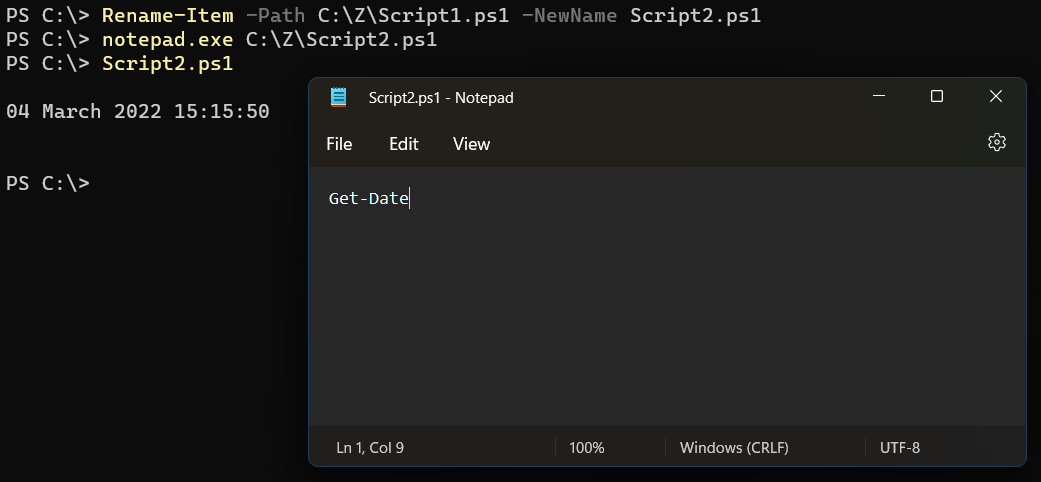 PS C:\> Rename-Item -Path C:\Z\Script1.ps1 -NewName Script2.ps1
PS C:\> notepad.exe C:\Z\Script2.ps1
PS C:\> Script2.ps1
04 March 2022 15:15:50
PS C:\>
Script2.ps1 - Notepad
File Edit View
Get-Date
Ln 1, Col 9 100% Windows (CRLF) UTF-8